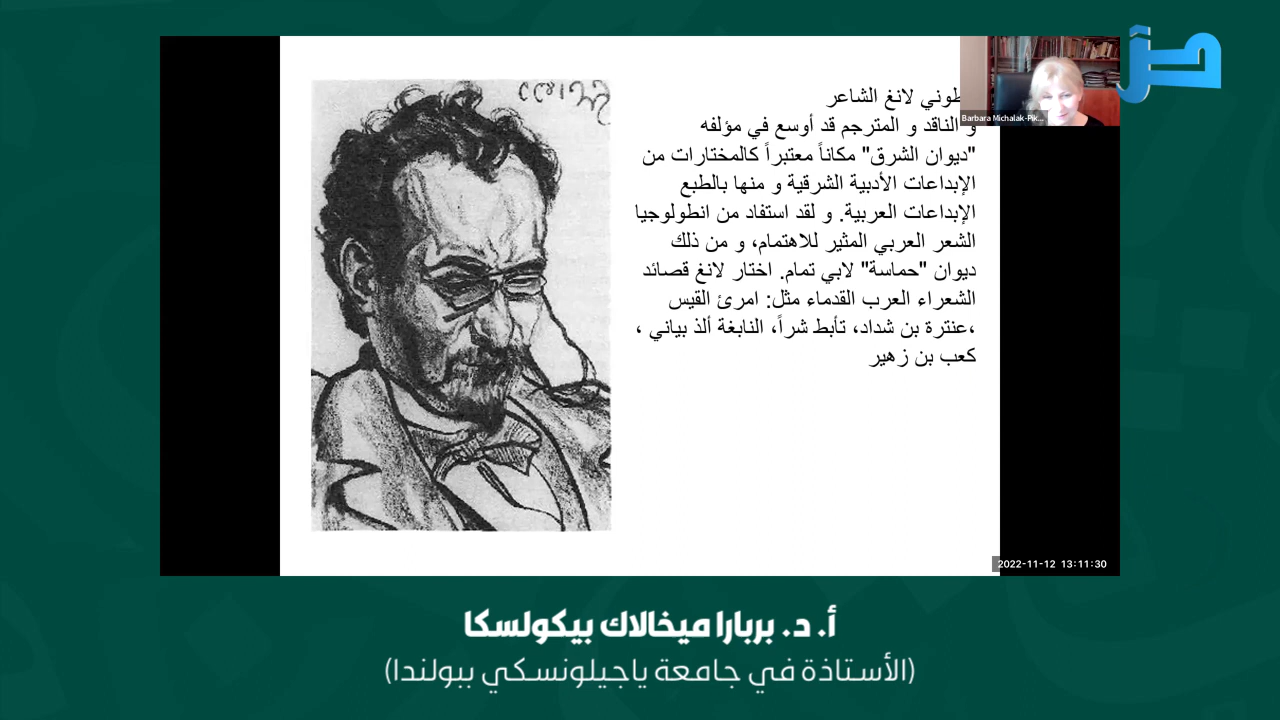 طوني لانغ الشاعر
و الناقد و المترجم قد أوسع في مؤلفه
"ديوان الشرق" مكاناً معتبراً كالمختارات من
الإبداعات الأدبية الشرقية و منها بالطبع
الإبداعات العربية. و لقد استفاد من انطولوجيا
الشعر العربي المثير للاهتمام، و من ذلك
ديوان "حماسة" لابي تمام. اختار لانغ قصائد
الشعراء العرب القدماء مثل: امرئ القيس
،عنترة بن شداد، تأبط شراً، النابغة ألذ بياني ،
كعب بن زهير
Barbara Michalak-Pik...
2022-11-12 13:11:30
أ. د. بربارا ميخالاك بيكولسكا
(الأستاذة في جامعة ياجيلونسكي ببولندا)